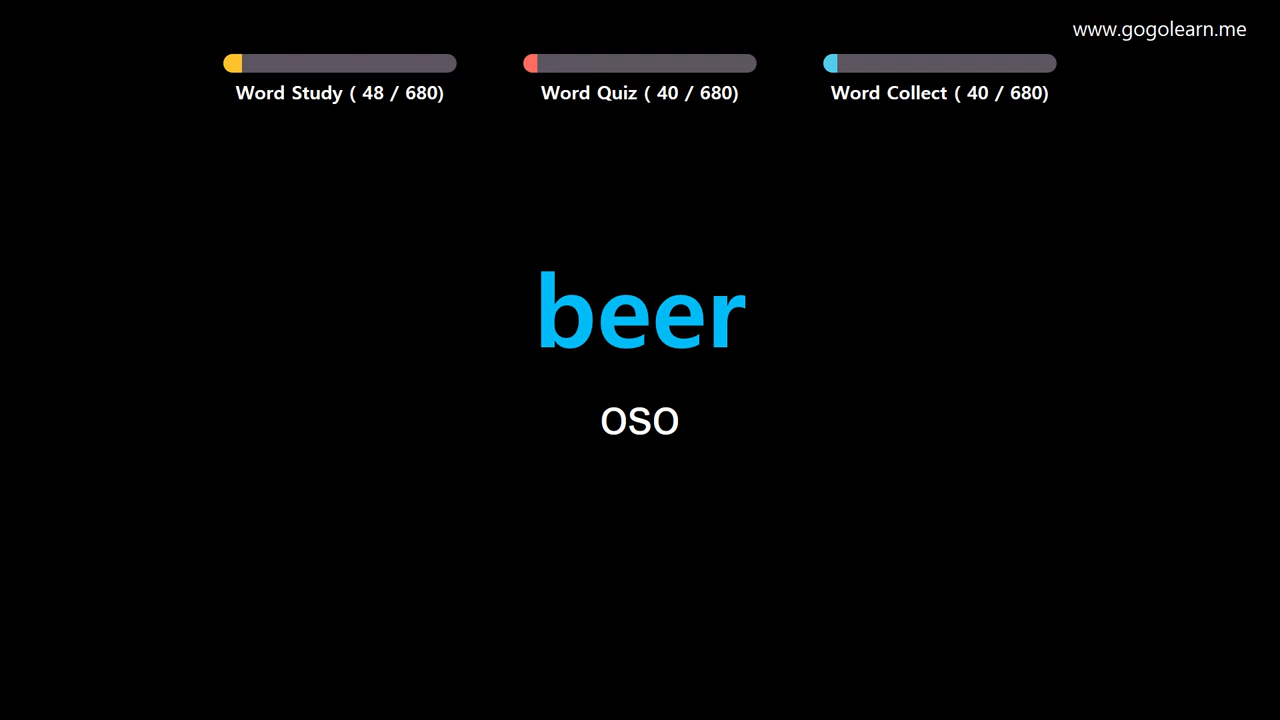 www.gogolearn.me
Word Study ( 48 / 680)
Word Quiz ( 40 / 680)
Word Collect ( 40 / 680)
beer
oso